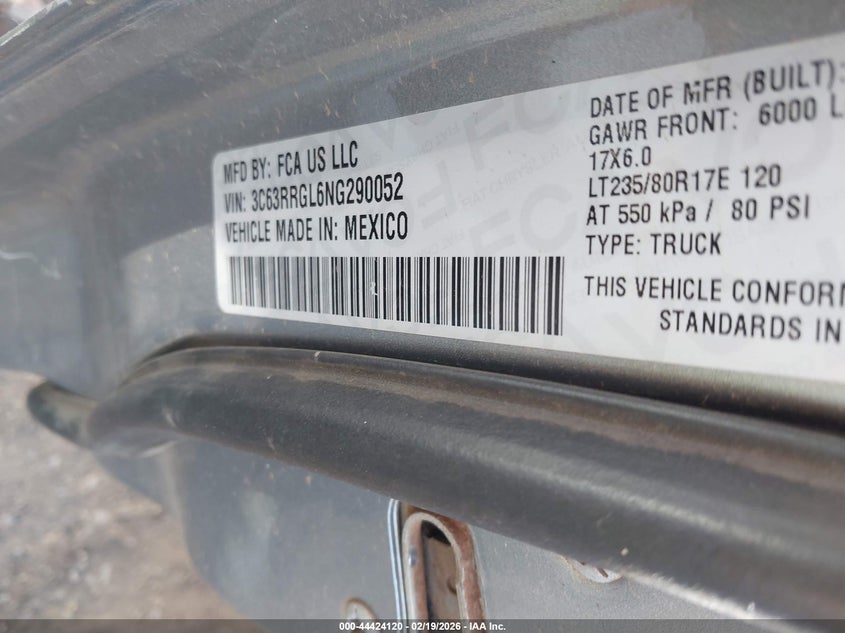 MFD BY: FCA US LLC
VIN: 3C63RRGL6NG290052
VEHICLE MADE IN: MEXICO
DATE OF MFR (BUILT):
GAWR FRONT: 6000 L
17X6.0
LT235/80R17E 120
AT 550 kPa / 80 PSI
TYPE: TRUCK
THIS VEHICLE CONFORM
STANDARDS IN
000-44424120 - 02/19/2026 - IAA Inc.